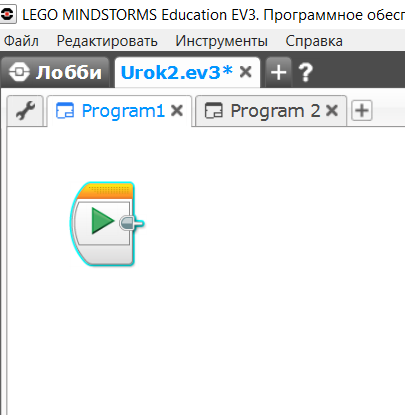 LEGO MINDSTORMS Education EV3. Программное обесп
Файл Редактировать Инструменты Справка
Лобби Urok2.ev3* + ?
Program1 Program 2 +